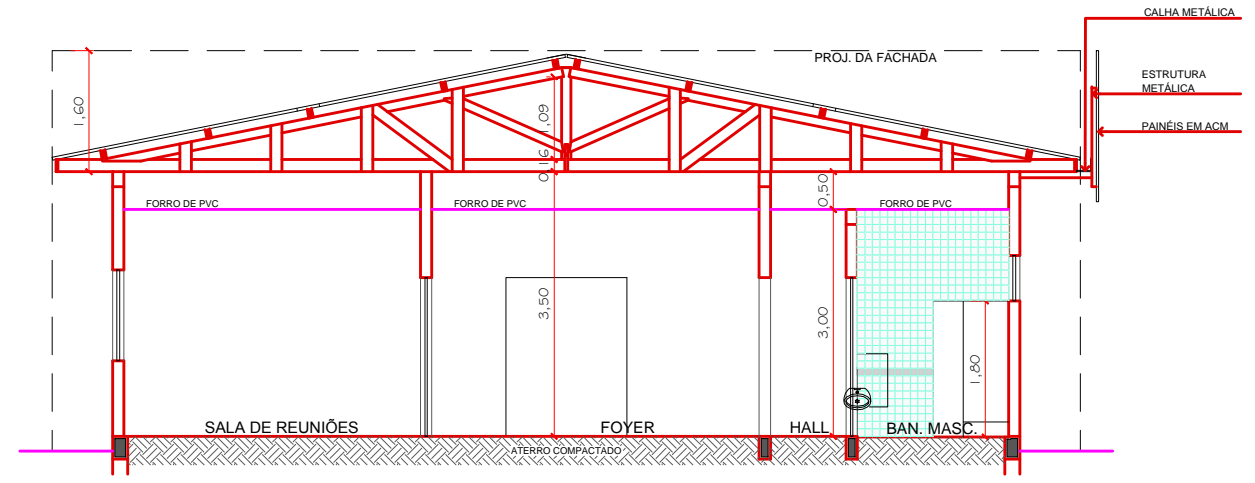 CALHA METÁLICA
PROJ. DA FACHADA
ESTRUTURA
METÁLICA
PAINÉIS EM ACM
1,60
1,09
0,16
0,50
FORRO DE PVC
FORRO DE PVC
FORRO DE PVC
3,50
3,00
1,80
SALA DE REUNIÕES
FOYER
HALL
BAN. MASC.
ATERRO COMPACTADO